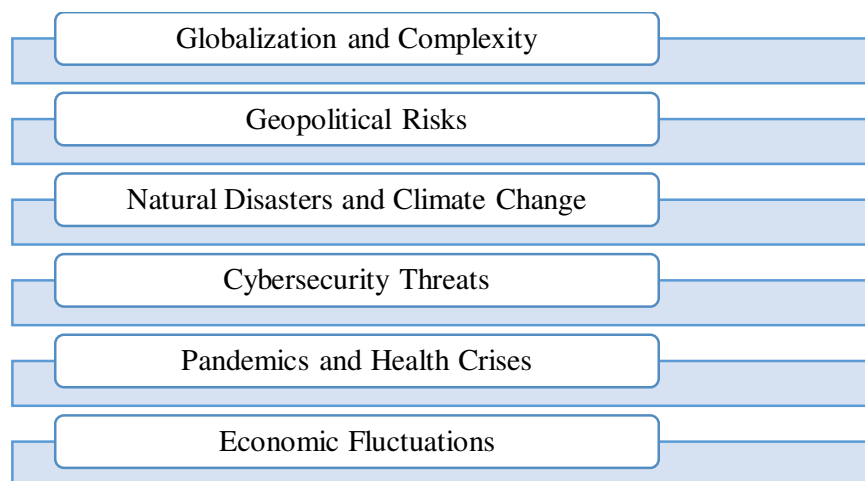 Globalization and Complexity
Geopolitical Risks
Natural Disasters and Climate Change
Cybersecurity Threats
Pandemics and Health Crises
Economic Fluctuations